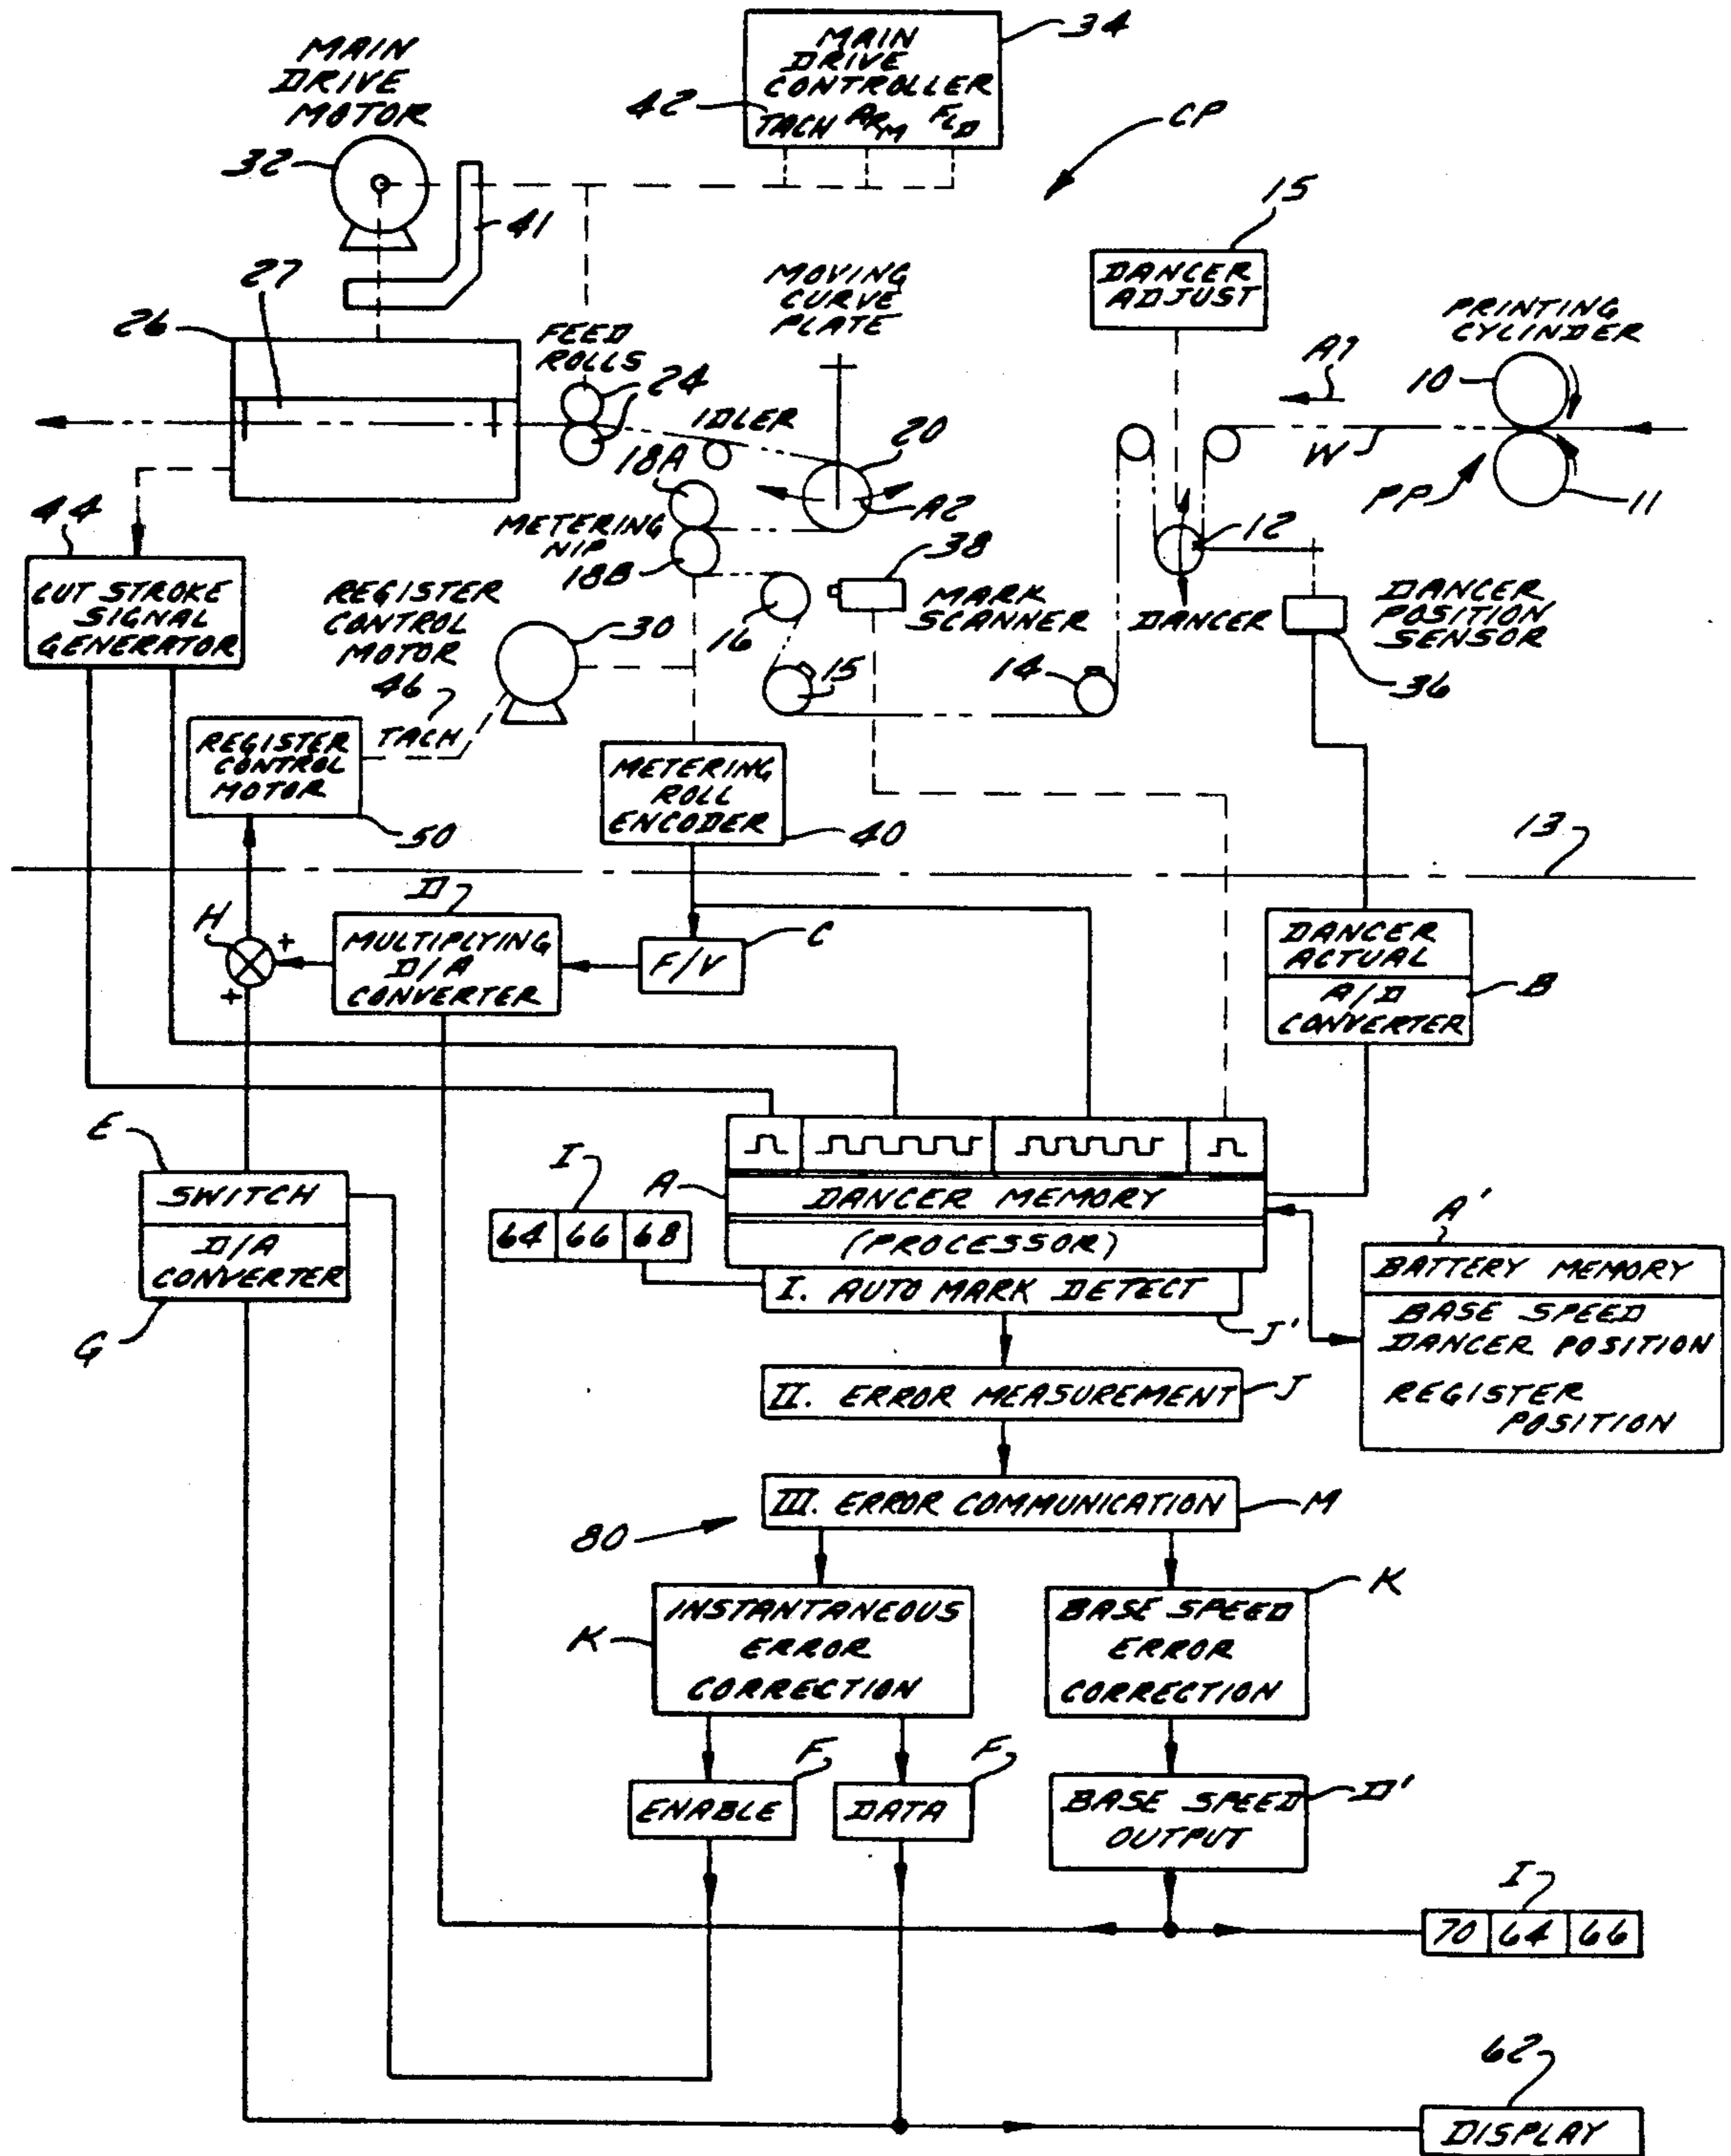 MAIN
DRIVE
MOTOR
32
41
MAIN
DRIVE
CONTROLLER
TACH ARM FLD
34
42
CP
15
DANCER
ADJUST
PRINTING
CYLINDER
A1
10
11
W
PP
MOVING
CURVE
PLATE
27
26
FEED
ROLLS
24
IDLER
20
18A
A2
METERING
NIP
18B
38
MARK
SCANNER
12
DANCER
DANCER
POSITION
SENSOR
36
44
CUT STROKE
SIGNAL
GENERATOR
REGISTER
CONTROL
MOTOR
30
16
15
14
46
TACH
REGISTER
CONTROL
MOTOR
50
METERING
ROLL
ENCODER
40
13
D
H
+
+
MULTIPLYING
D/A
CONVERTER
F/V
C
DANCER
ACTUAL
A/D
CONVERTER
B
E
SWITCH
D/A
CONVERTER
G
I
64 66 68
A
DANCER MEMORY
(PROCESSOR)
I. AUTO MARK DETECT
J'
A'
BATTERY MEMORY
BASE SPEED
DANCER POSITION
REGISTER
POSITION
II. ERROR MEASUREMENT
J
III. ERROR COMMUNICATION
M
80
K
INSTANTANEOUS
ERROR
CORRECTION
BASE SPEED
ERROR
CORRECTION
K
F
ENABLE
F
DATA
BASE SPEED
OUTPUT
D'
I
70 64 66
62
DISPLAY